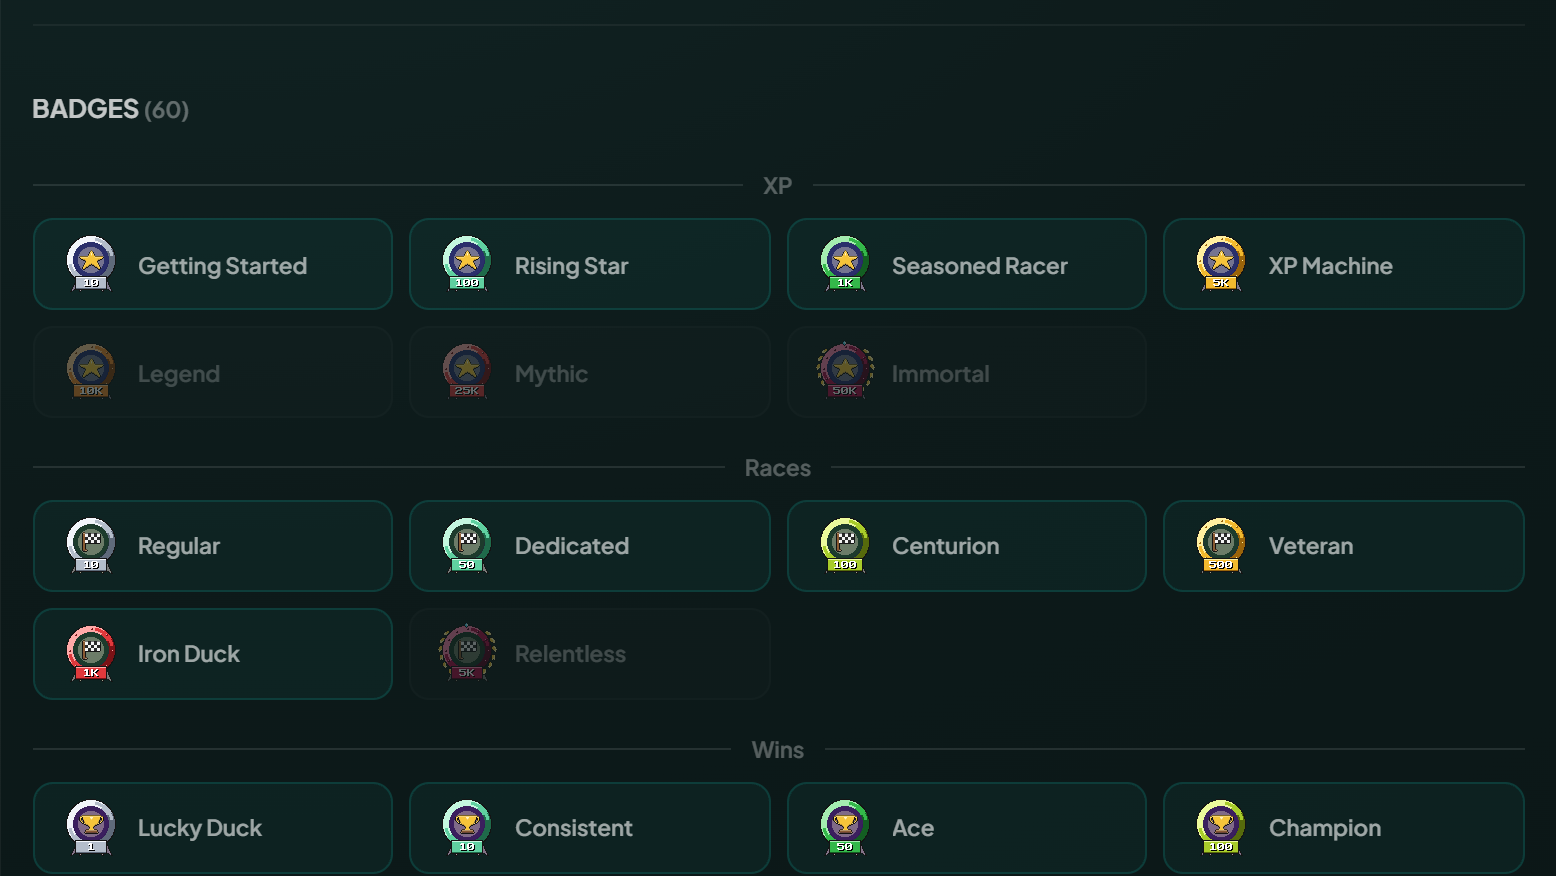 BADGES (60)
XP
Getting Started
10
Rising Star
100
Seasoned Racer
1K
XP Machine
5K
Legend
10K
Mythic
25K
Immortal
50K
Races
Regular
10
Dedicated
50
Centurion
100
Veteran
500
Iron Duck
1K
Relentless
5K
Wins
Lucky Duck
1
Consistent
10
Ace
50
Champion
100